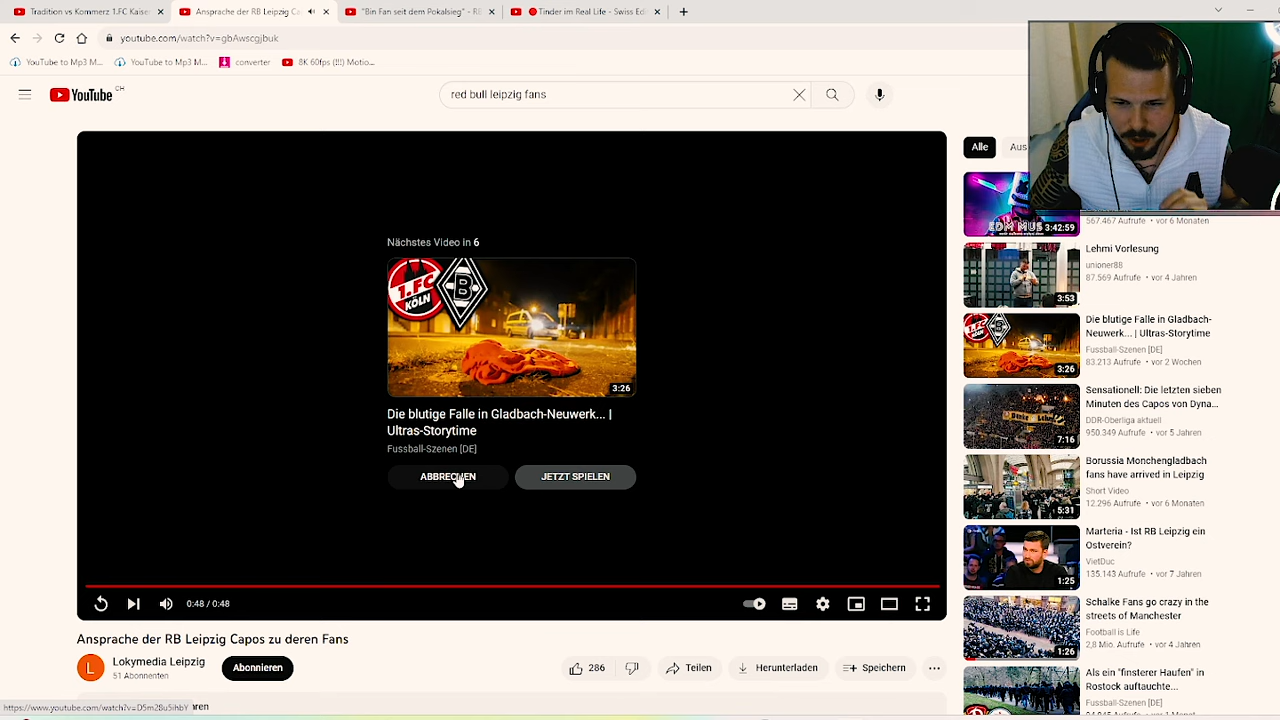 Tradition vs Kommerz 1.FC Kaiser
Ansprache der RB Leipzig Ca
"Bin Fan seit dem Pokalsieg" - RB
Tinder im Real Life - Swiss Ed
youtube.com/watch?v=gbAwscgjbuk
YouTube to Mp3 M...
YouTube to Mp3 M...
converter
8K 60fps (!!!) Motio...
YouTube CH
red bull leipzig fans
Alle
Aus
EDM MUS
3:42:59
567.467 Aufrufe • vor 6 Monaten
Nächstes Video in 6
1.FC
KÖLN
B
3:26
Die blutige Falle in Gladbach-Neuwerk... |
Ultras-Storytime
Fussball-Szenen [DE]
ABBRECHEN
JETZT SPIELEN
0:48 / 0:48
Lehmi Vorlesung
unioner88
87.569 Aufrufe • vor 4 Jahren
3:53
Die blutige Falle in Gladbach-
Neuwerk... | Ultras-Storytime
Fussball-Szenen [DE]
83.213 Aufrufe • vor 2 Wochen
3:26
Sensationell: Die letzten sieben
Minuten des Capos von Dyna...
DDR-Oberliga aktuell
950.349 Aufrufe • vor 5 Jahren
7:16
Borussia Monchengladbach
fans have arrived in Leipzig
Short Video
12.296 Aufrufe • vor 6 Monaten
5:31
Marteria - Ist RB Leipzig ein
Ostverein?
VietDuc
135.143 Aufrufe • vor 7 Jahren
1:25
Schalke Fans go crazy in the
streets of Manchester
Football is Life
2,8 Mio. Aufrufe • vor 4 Jahren
1:26
Als ein "finsterer Haufen" in
Rostock auftauchte...
Fussball-Szenen [DE]
Ansprache der RB Leipzig Capos zu deren Fans
L
Lokymedia Leipzig
51 Abonnenten
Abonnieren
286
Teilen
Herunterladen
Speichern
https://www.youtube.com/watch?v=D5m28u5ihbY
ren